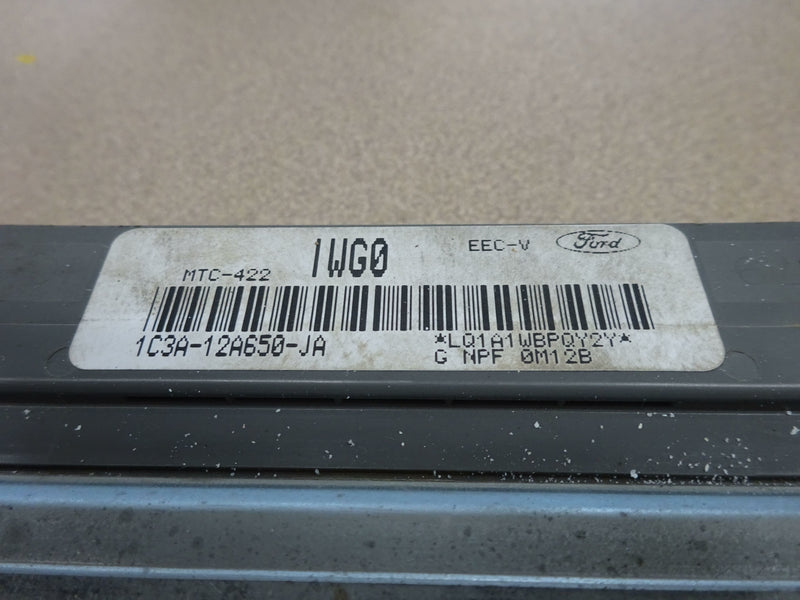 1WG0 EEC-V Ford
MTC-422
1C3A-12A650-JA *LQ1A1WBPQY2Y*
G NPF 0M12B